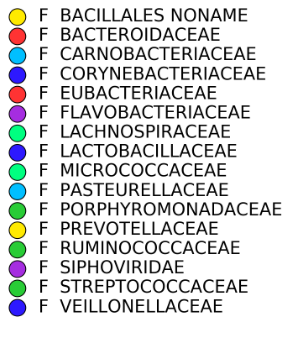 F BACILLALES NONAME
F BACTEROIDACEAE
F CARNOBACTERIACEAE
F CORYNEBACTERIACEAE
F EUBACTERIACEAE
F FLAVOBACTERIACEAE
F LACHNOSPIRACEAE
F LACTOBACILLACEAE
F MICROCOCCACEAE
F PASTEURELLACEAE
F PORPHYROMONADACEAE
F PREVOTELLACEAE
F RUMINOCOCCACEAE
F SIPHOVIRIDAE
F STREPTOCOCCACEAE
F VEILLONELLACEAE